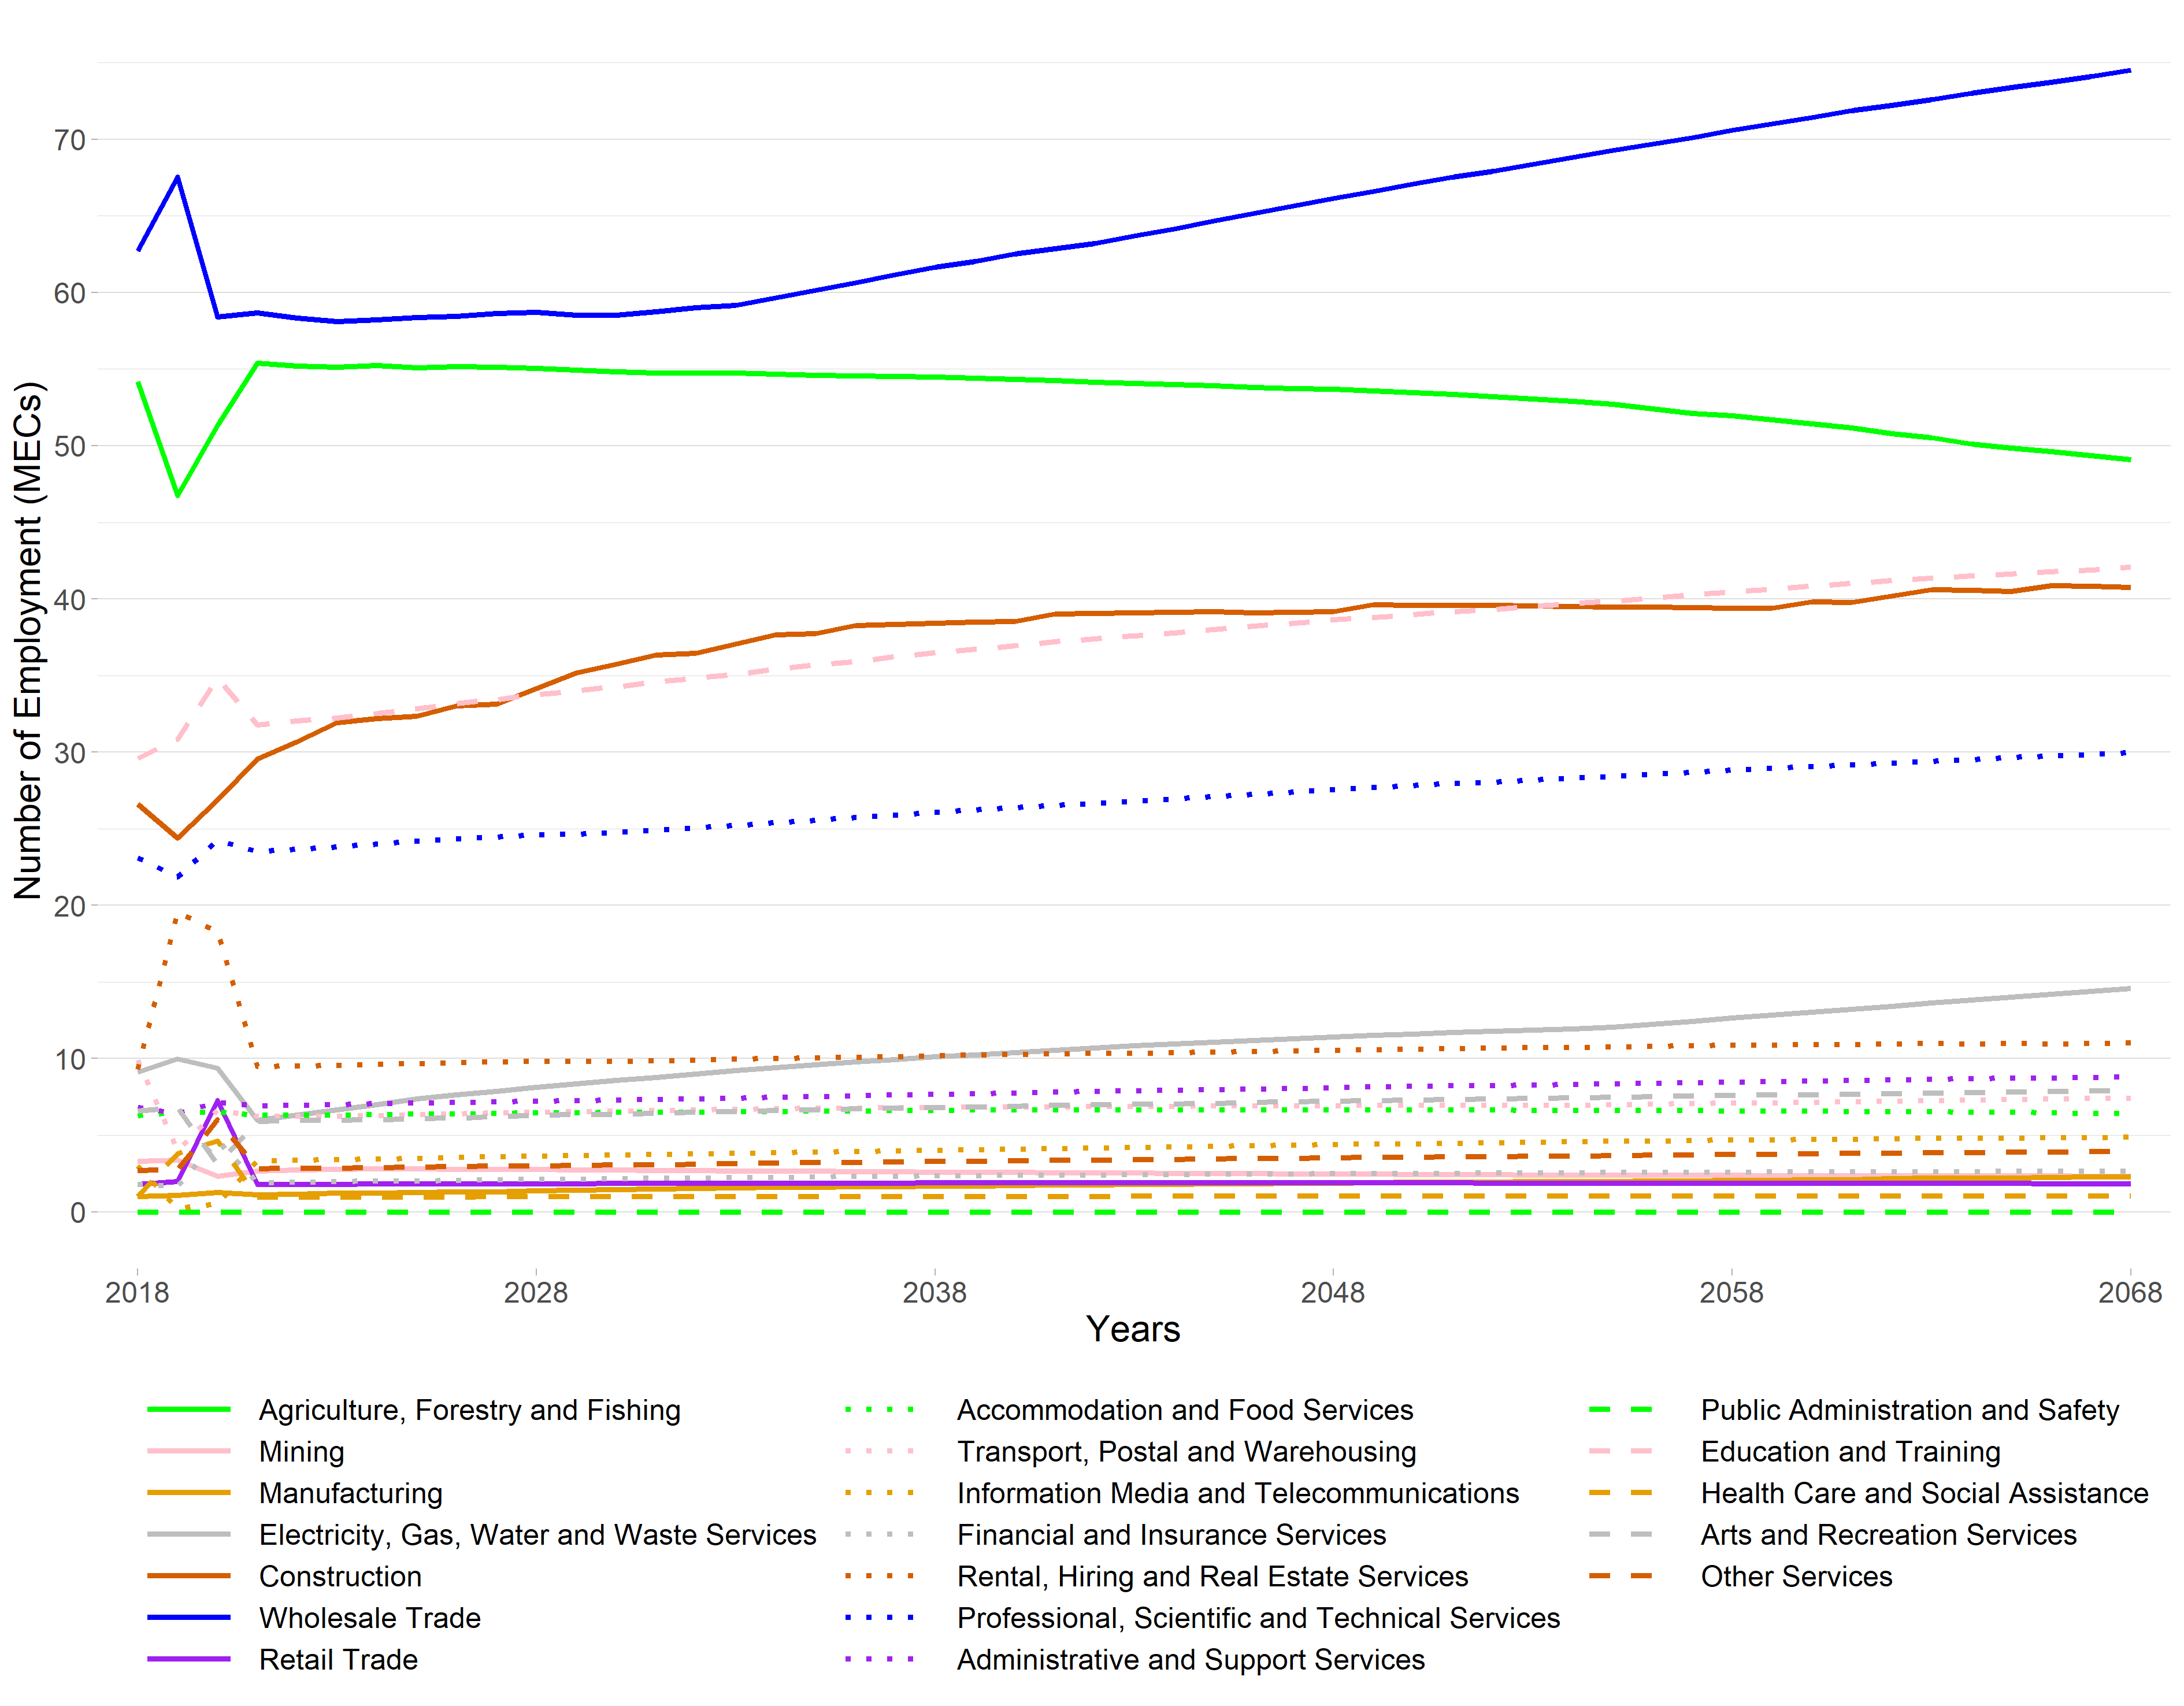 Number of Employment (MECs)
70
60
50
40
30
20
10
0
2018 2028 2038 2048 2058 2068
Years
Agriculture, Forestry and Fishing
Mining
Manufacturing
Electricity, Gas, Water and Waste Services
Construction
Wholesale Trade
Retail Trade
Accommodation and Food Services
Transport, Postal and Warehousing
Information Media and Telecommunications
Financial and Insurance Services
Rental, Hiring and Real Estate Services
Professional, Scientific and Technical Services
Administrative and Support Services
Public Administration and Safety
Education and Training
Health Care and Social Assistance
Arts and Recreation Services
Other Services